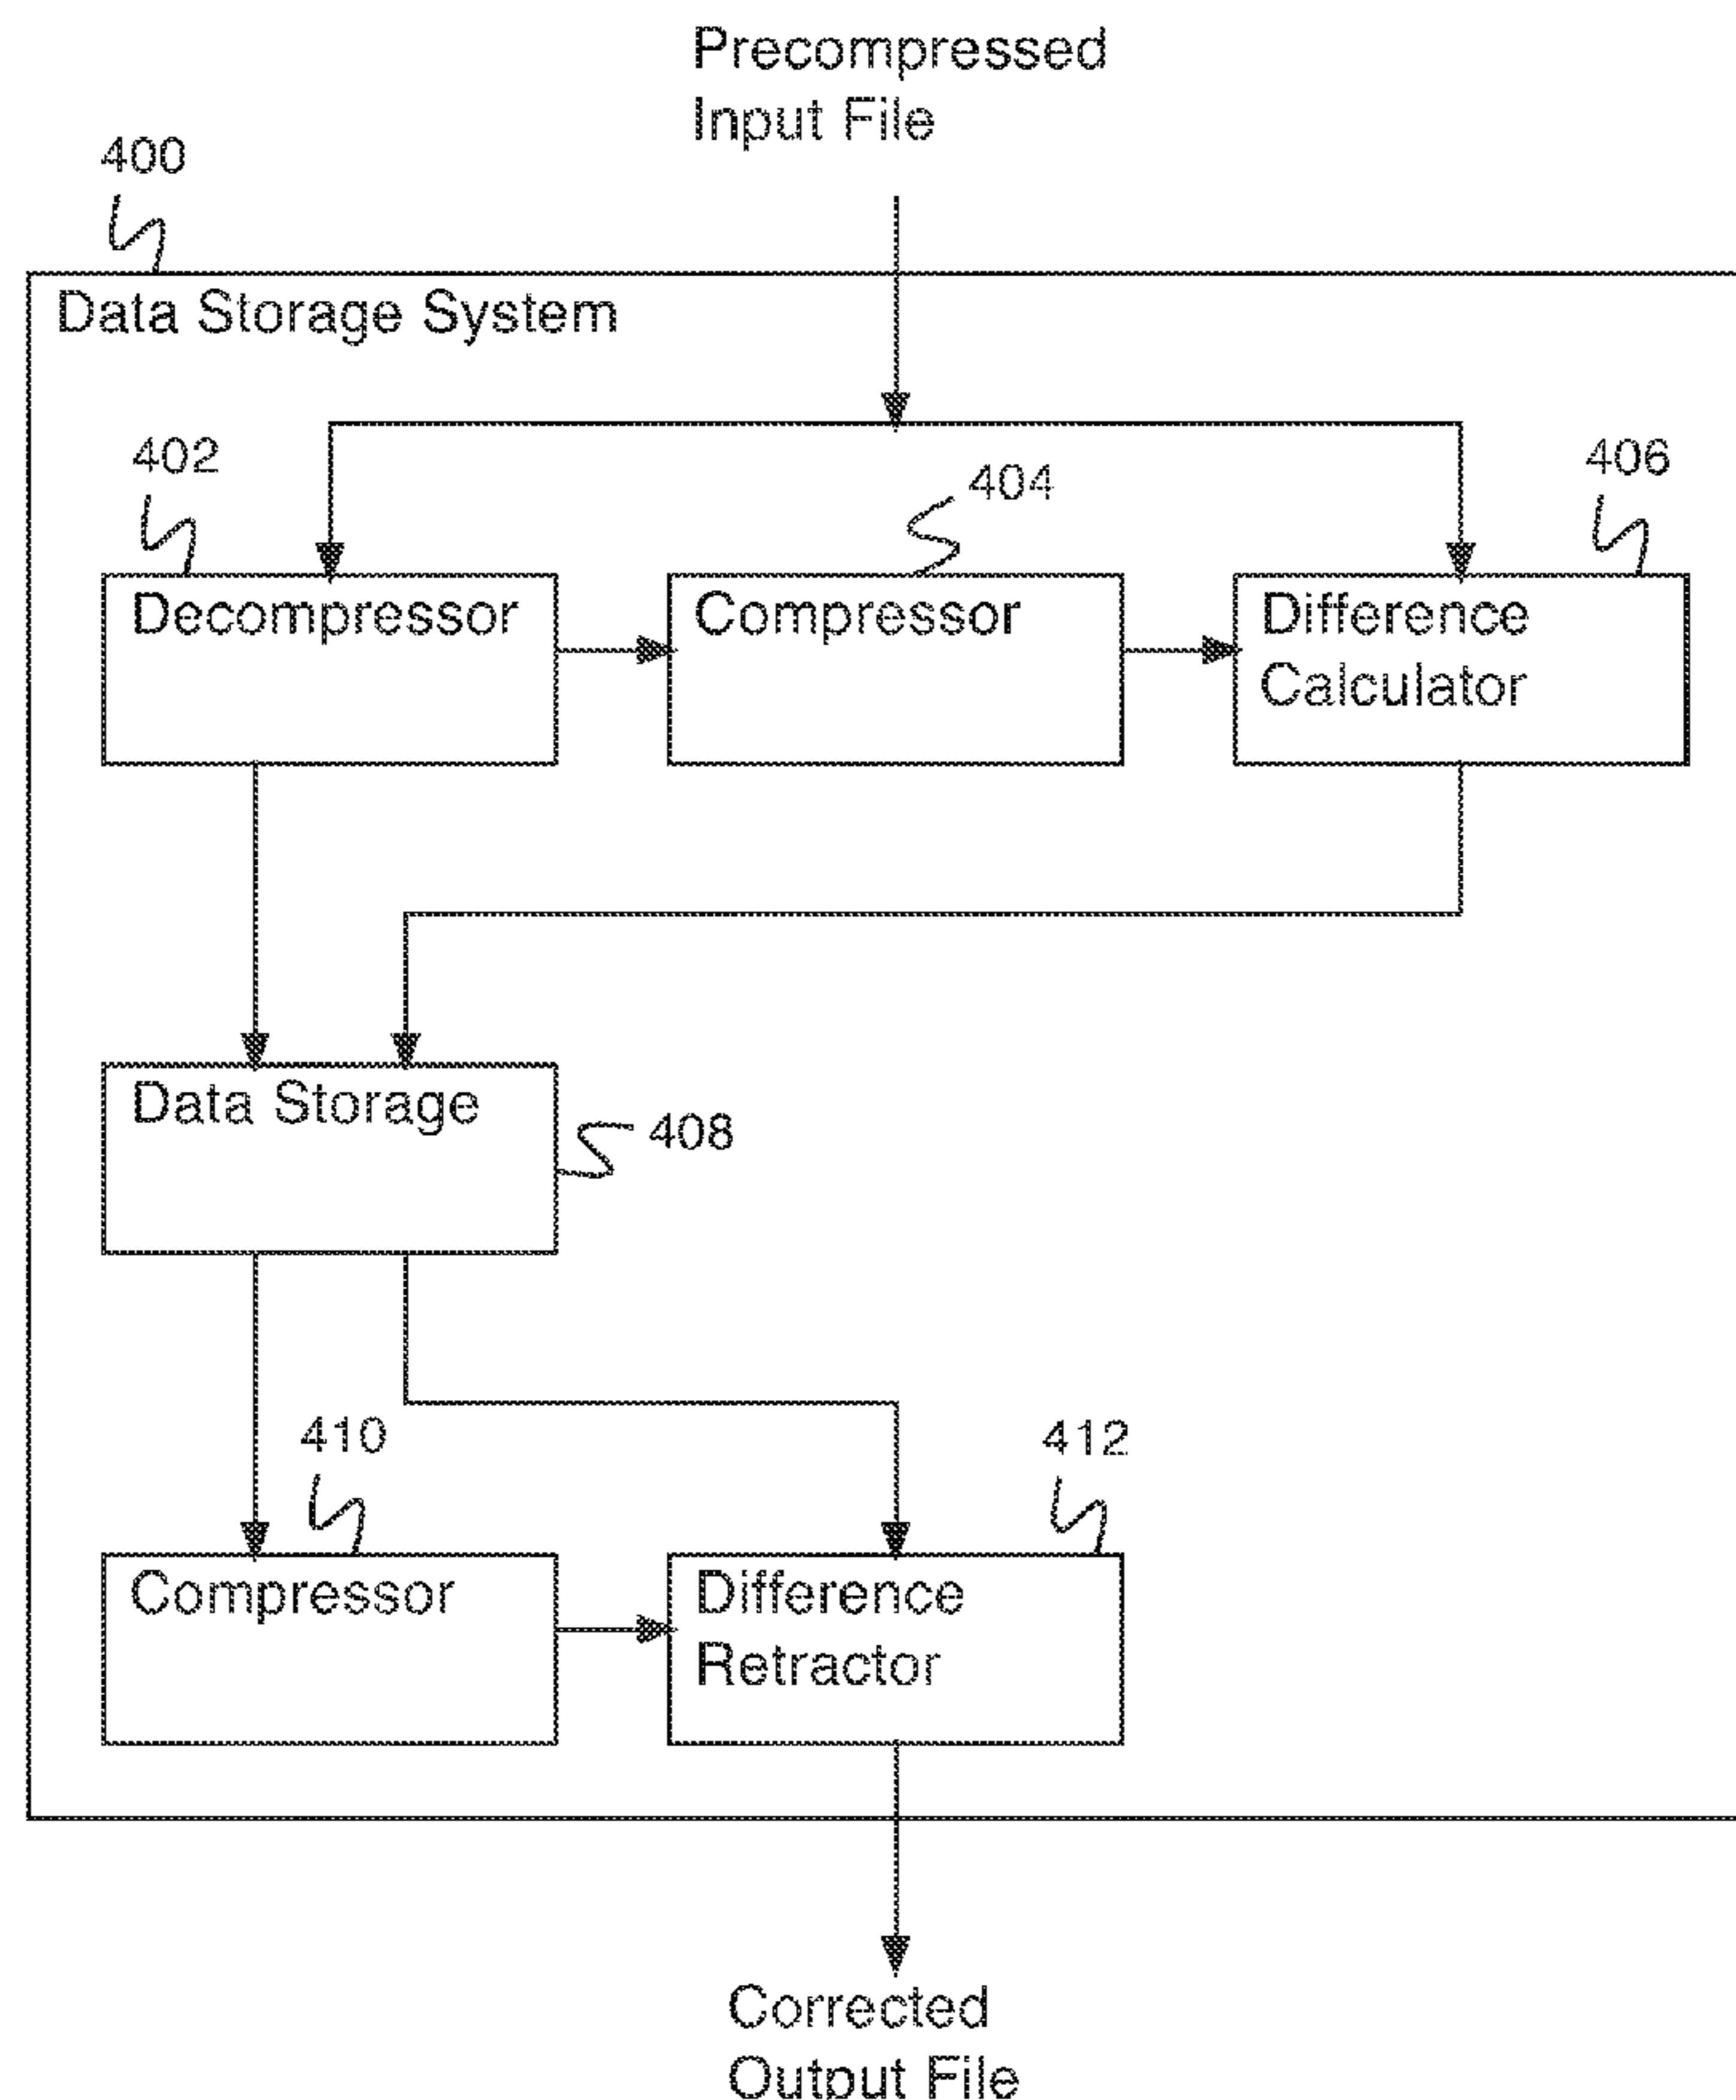 Precompressed
Input File
400
Data Storage System
402
404
406
Decompressor
Compressor
Difference
Calculator
Data Storage
408
410
412
Compressor
Difference
Retractor
Corrected
Output File